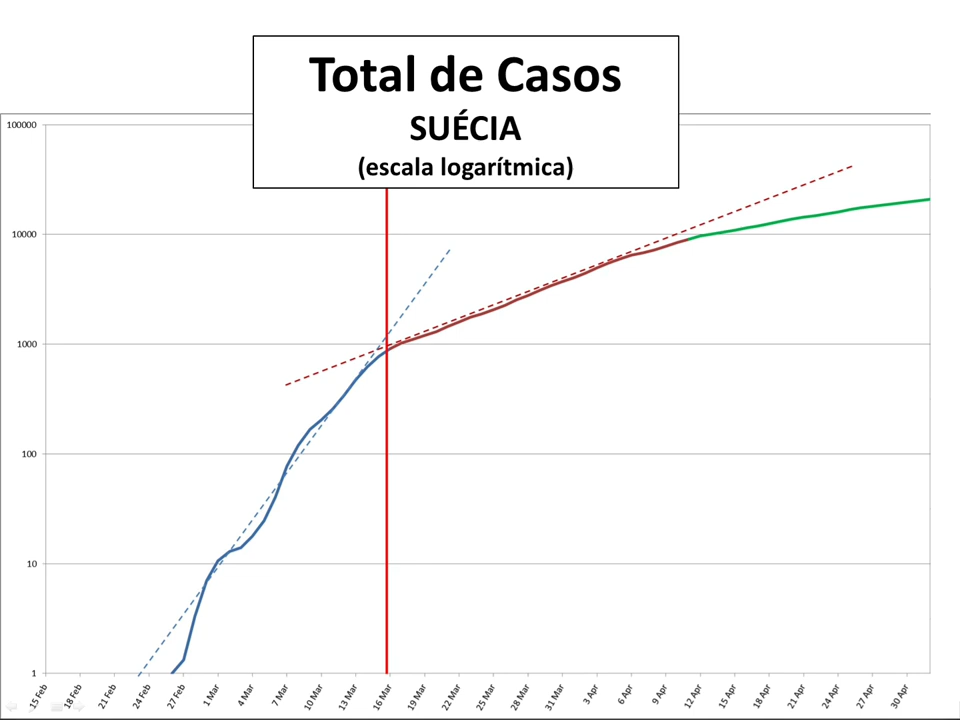 Total de Casos
SUÉCIA
(escala logarítmica)
100000
10000
1000
100
10
1
15 Feb
18 Feb
21 Feb
24 Feb
27 Feb
1 Mar
4 Mar
7 Mar
10 Mar
13 Mar
16 Mar
19 Mar
22 Mar
25 Mar
28 Mar
31 Mar
3 Apr
6 Apr
9 Apr
12 Apr
15 Apr
18 Apr
21 Apr
24 Apr
27 Apr
30 Apr